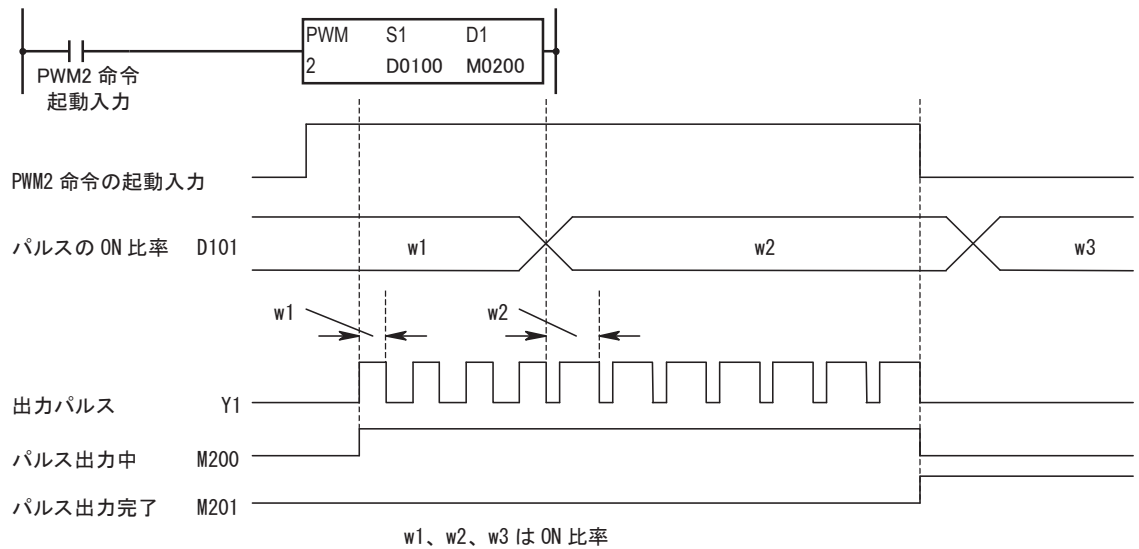 PWM S1 D1
2 D0100 M0200
PWM2 命令
起動入力
PWM2 命令の起動入力
パルスの ON 比率 D101 w1 w2 w3
w1 w2
出力パルス Y1
パルス出力中 M200
パルス出力完了 M201
w1、w2、w3 は ON 比率